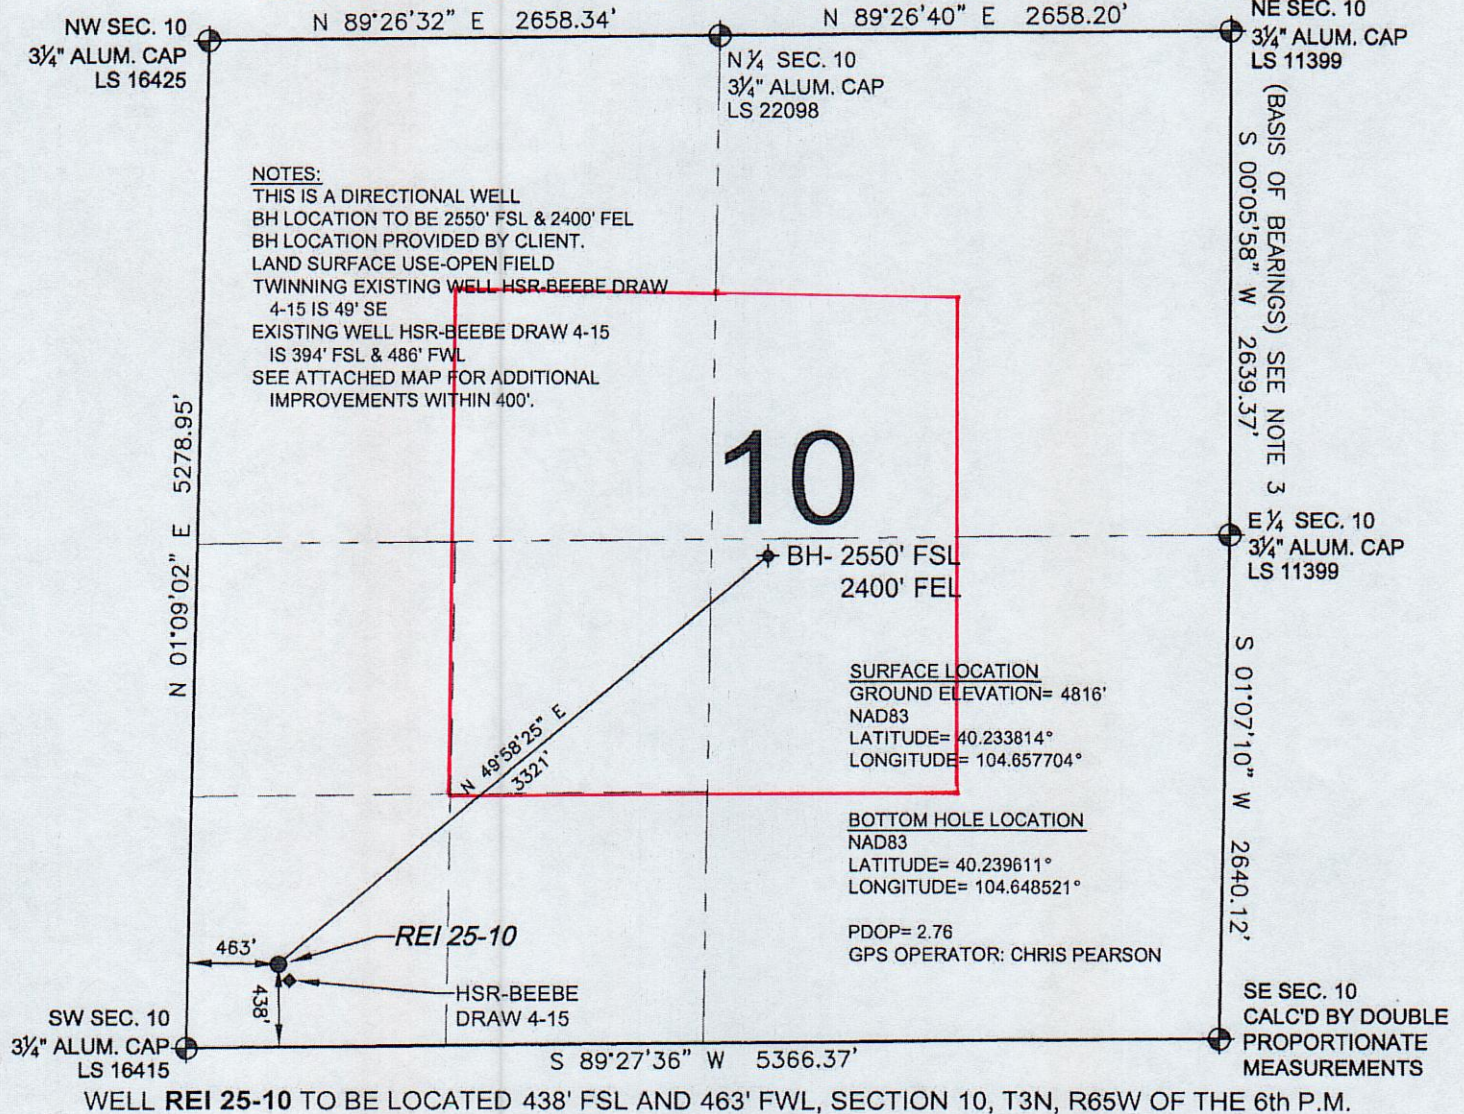 NW SEC. 10
3¼" ALUM. CAP
LS 16425
N 89°26'32" E 2658.34'
N 89°26'40" E 2658.20'
NE SEC. 10
3¼" ALUM. CAP
LS 11399
N ¼ SEC. 10
3¼" ALUM. CAP
LS 22098
NOTES:
THIS IS A DIRECTIONAL WELL
BH LOCATION TO BE 2550' FSL & 2400' FEL
BH LOCATION PROVIDED BY CLIENT.
LAND SURFACE USE-OPEN FIELD
TWINNING EXISTING WELL HSR-BEEBE DRAW
4-15 IS 49' SE
EXISTING WELL HSR-BEEBE DRAW 4-15
IS 394' FSL & 486' FWL
SEE ATTACHED MAP FOR ADDITIONAL
IMPROVEMENTS WITHIN 400'.
(BASIS OF BEARINGS) SEE NOTE 3
S 00°05'58" W 2639.37'
N 01°09'02" E 5278.95'
10
BH- 2550' FSL
2400' FEL
E ¼ SEC. 10
3¼" ALUM. CAP
LS 11399
N 49°58'25" E
3321'
SURFACE LOCATION
GROUND ELEVATION= 4816'
NAD83
LATITUDE= 40.233814°
LONGITUDE= 104.657704°
BOTTOM HOLE LOCATION
NAD83
LATITUDE= 40.239611°
LONGITUDE= 104.648521°
PDOP= 2.76
GPS OPERATOR: CHRIS PEARSON
S 01°07'10" W 2640.12'
463'
REI 25-10
438'
HSR-BEEBE
DRAW 4-15
SW SEC. 10
3¼" ALUM. CAP
LS 16415
S 89°27'36" W 5366.37'
SE SEC. 10
CALC'D BY DOUBLE
PROPORTIONATE
MEASUREMENTS
WELL REI 25-10 TO BE LOCATED 438' FSL AND 463' FWL, SECTION 10, T3N, R65W OF THE 6th P.M.